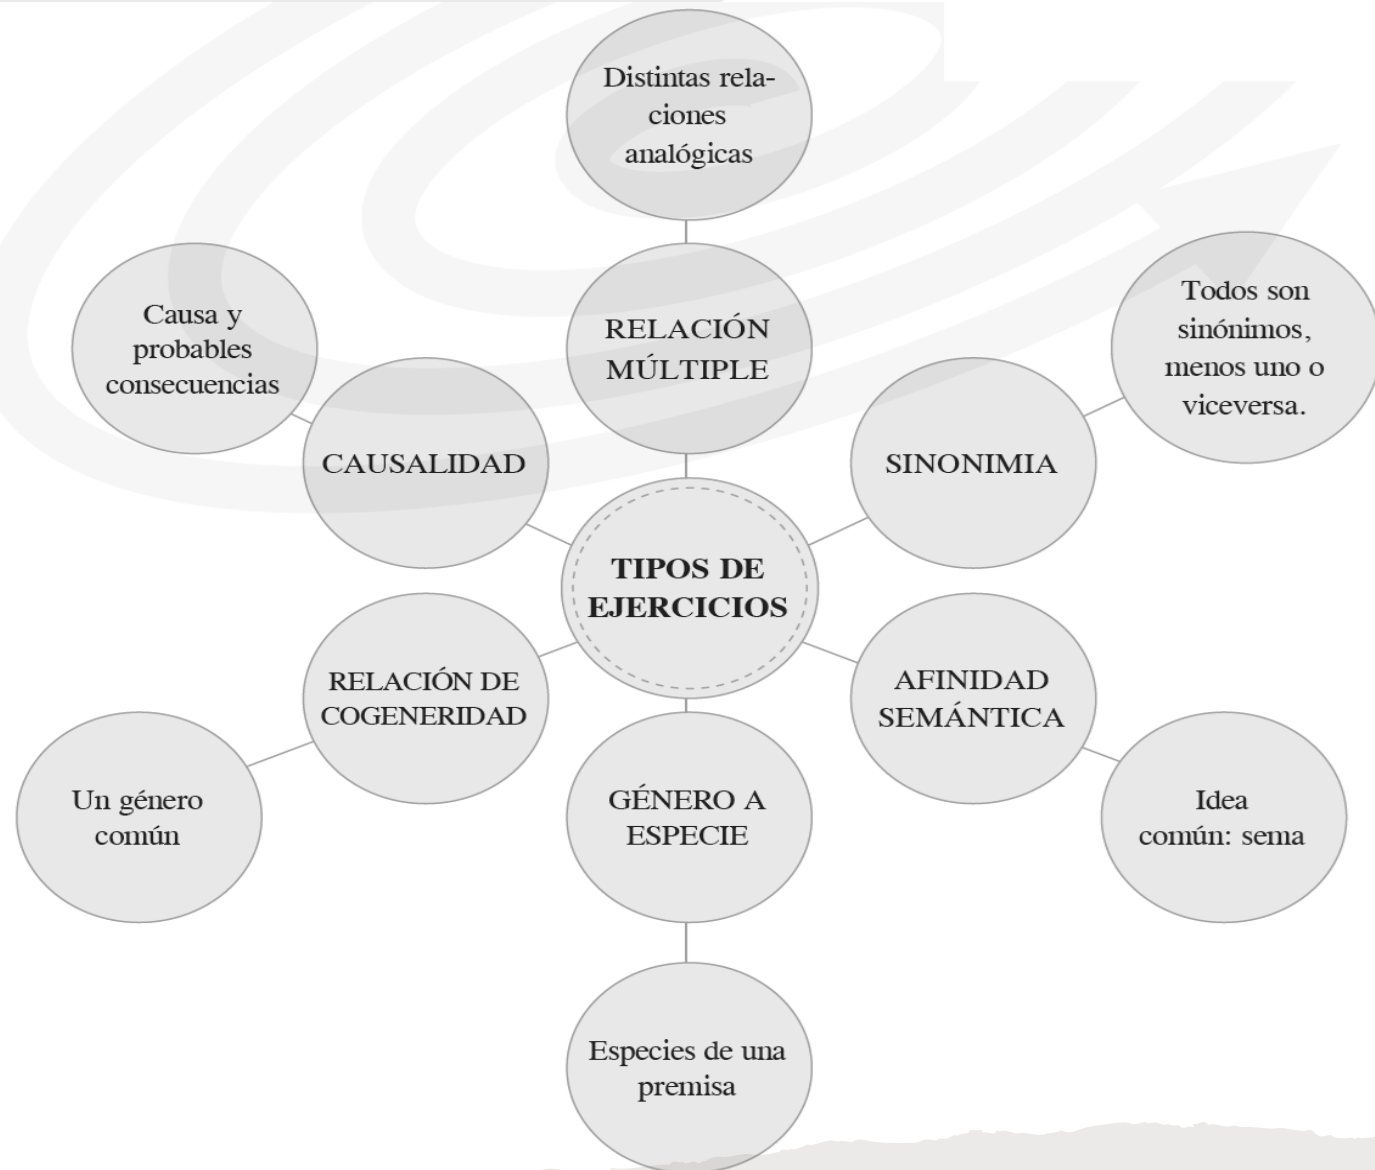 Distintas rela-
ciones
analógicas
RELACIÓN
MÚLTIPLE
Causa y
probables
consecuencias
CAUSALIDAD
Todos son
sinónimos,
menos uno o
viceversa.
SINONIMIA
TIPOS DE
EJERCICIOS
RELACIÓN DE
COGENERIDAD
Un género
común
AFINIDAD
SEMÁNTICA
Idea
común: sema
GÉNERO A
ESPECIE
Especies de una
premisa